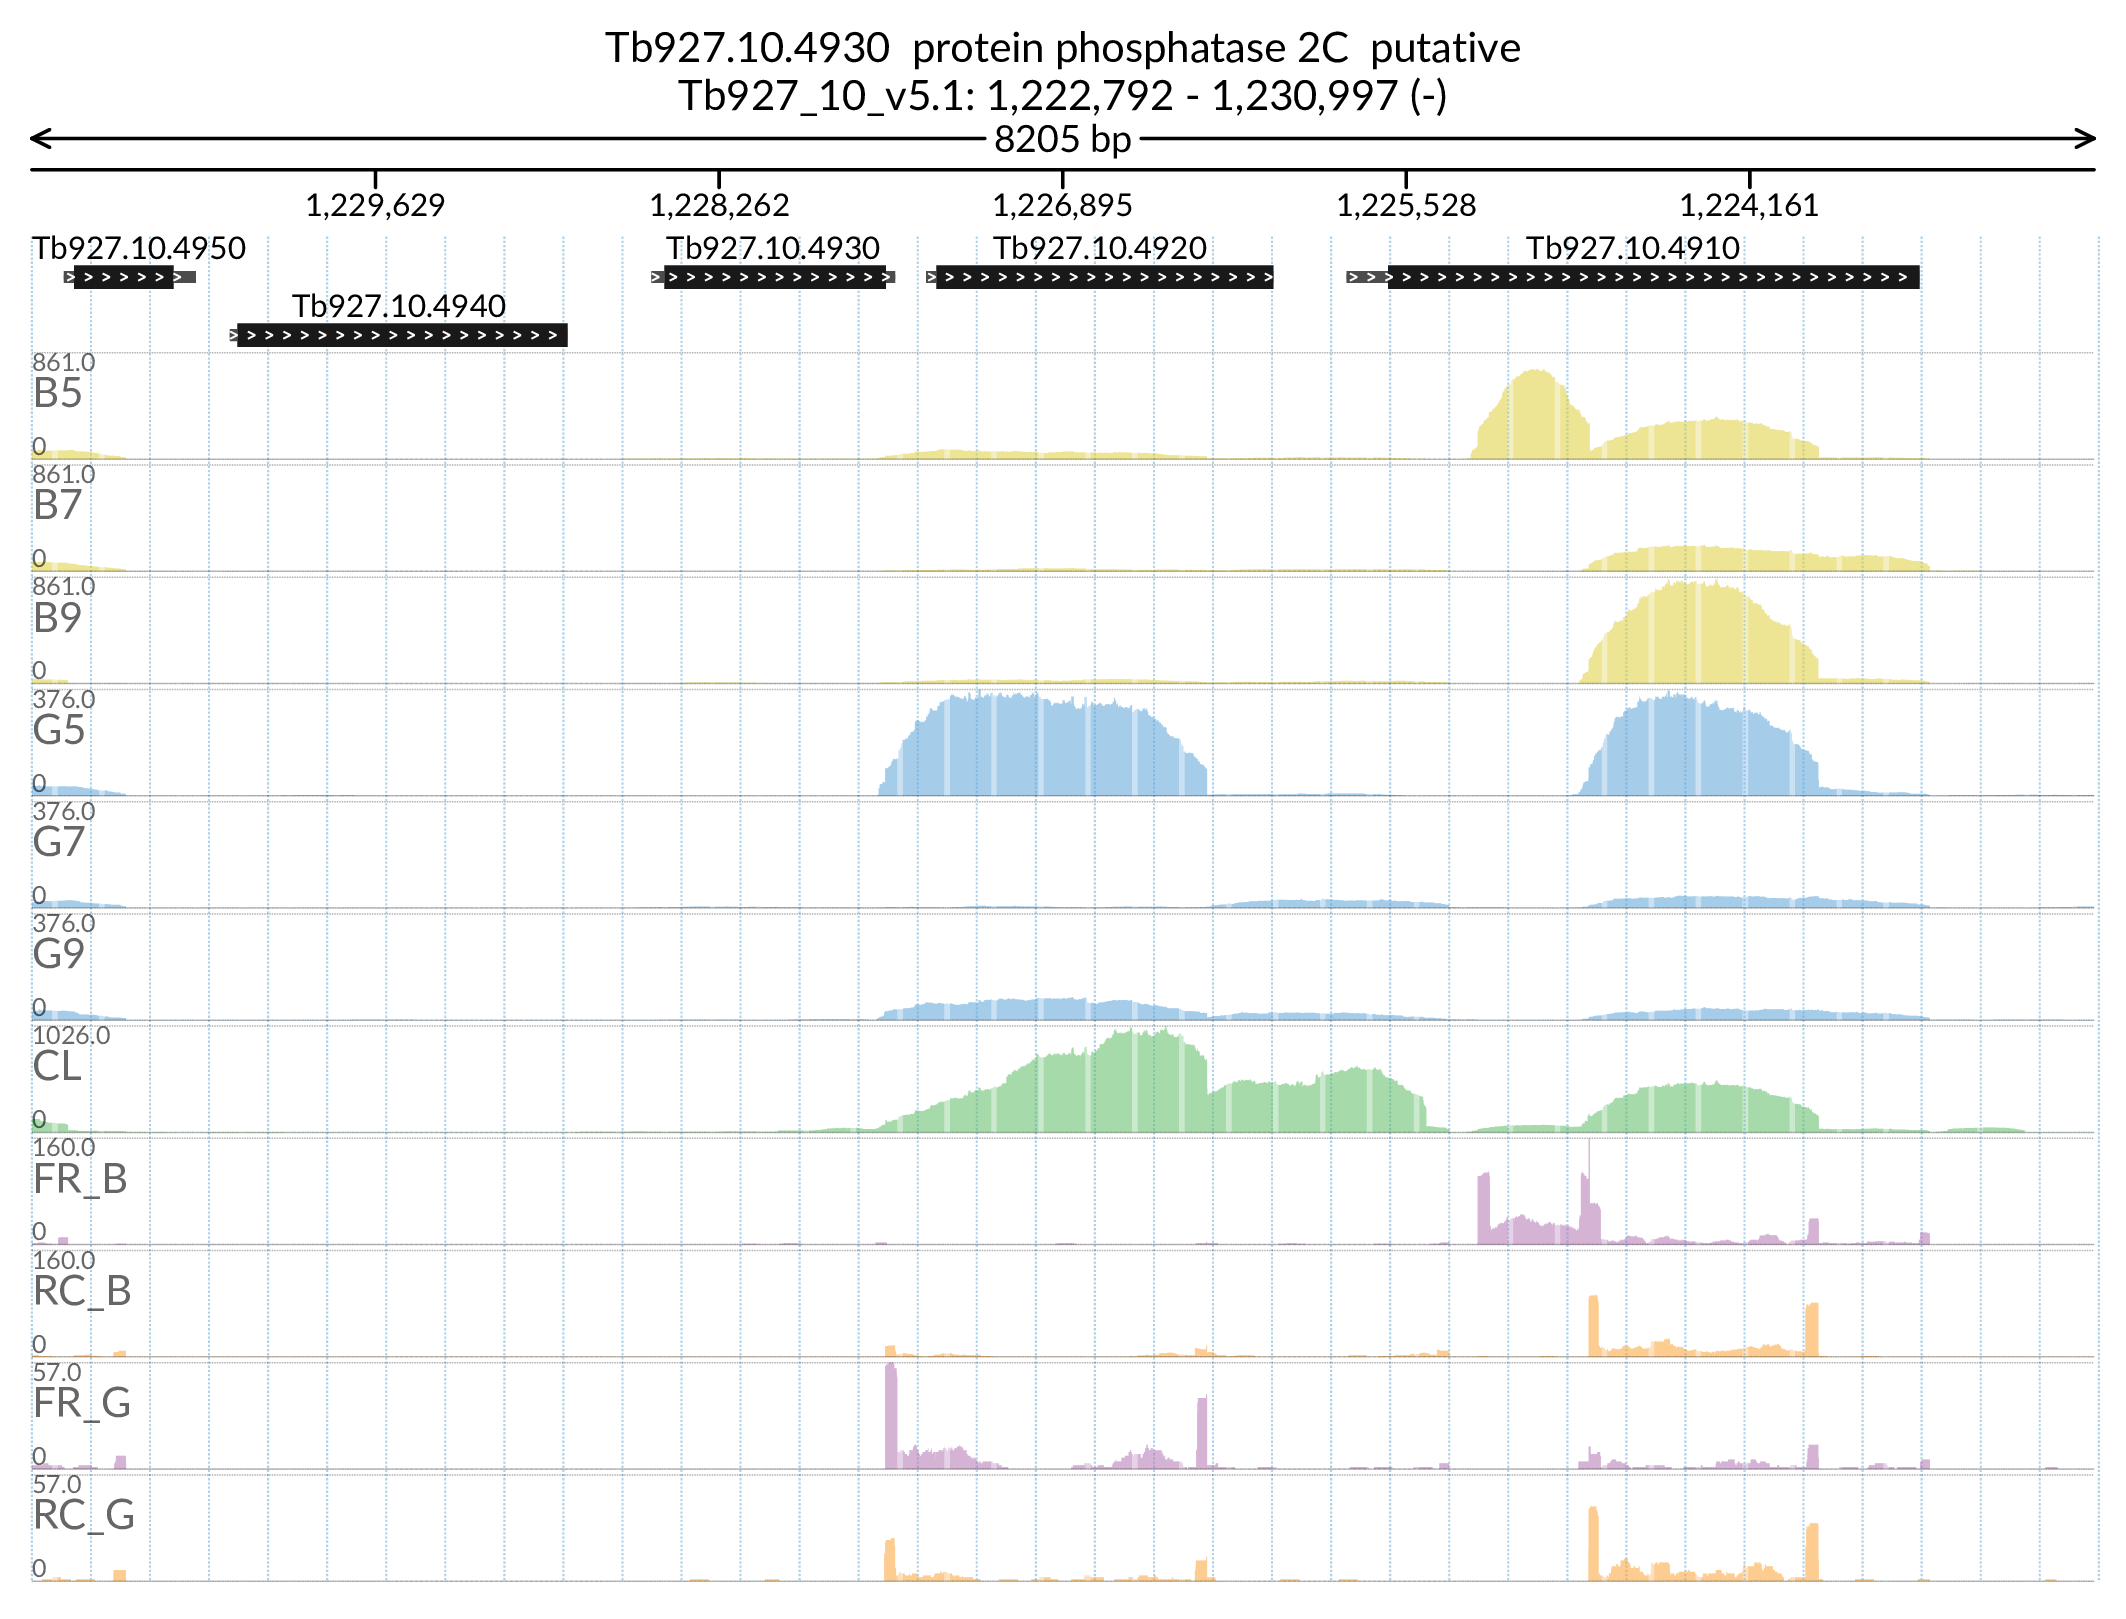 Tb927.10.4930  protein phosphatase 2C  putative
Tb927_10_v5.1: 1,222,792 - 1,230,997 (-)
8205 bp
1,229,629 1,228,262 1,226,895 1,225,528 1,224,161
Tb927.10.4950 Tb927.10.4930 Tb927.10.4920 Tb927.10.4910
Tb927.10.4940
861.0
B5
0
861.0
B7
0
861.0
B9
0
376.0
G5
0
376.0
G7
0
376.0
G9
0
1026.0
CL
0
160.0
FR_B
0
160.0
RC_B
0
57.0
FR_G
0
57.0
RC_G
0